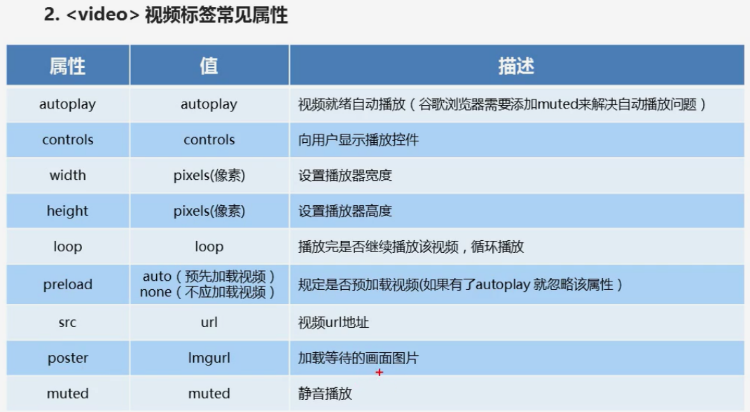 2. <video> 视频标签常见属性
属性 值 描述
autoplay autoplay 视频就绪自动播放（谷歌浏览器需要添加muted来解决自动播放问题）
controls controls 向用户显示播放控件
width pixels(像素) 设置播放器宽度
height pixels(像素) 设置播放器高度
loop loop 播放完是否继续播放该视频，循环播放
preload auto（预先加载视频） 规定是否预加载视频(如果有了autoplay 就忽略该属性）
none（不应加载视频）
src url 视频url地址
poster Imgurl 加载等待的画面图片
muted muted 静音播放